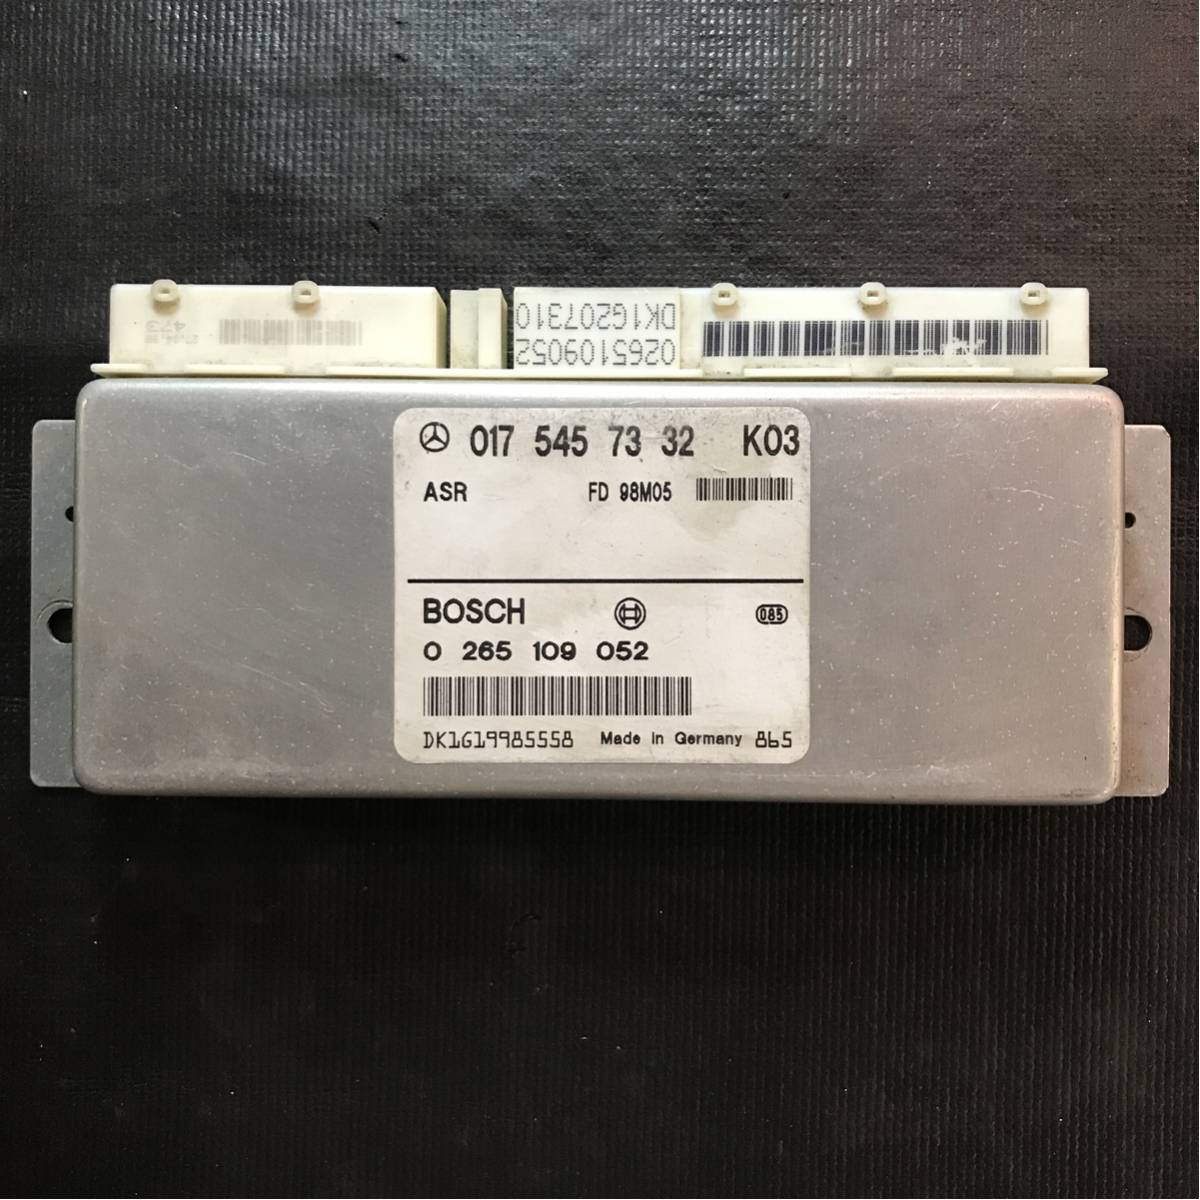 473
DK1G207310
0265109052
017 545 73 32 K03
ASR FD 98M05
BOSCH
085
0 265 109 052
DK1G19985558 Made in Germany 865